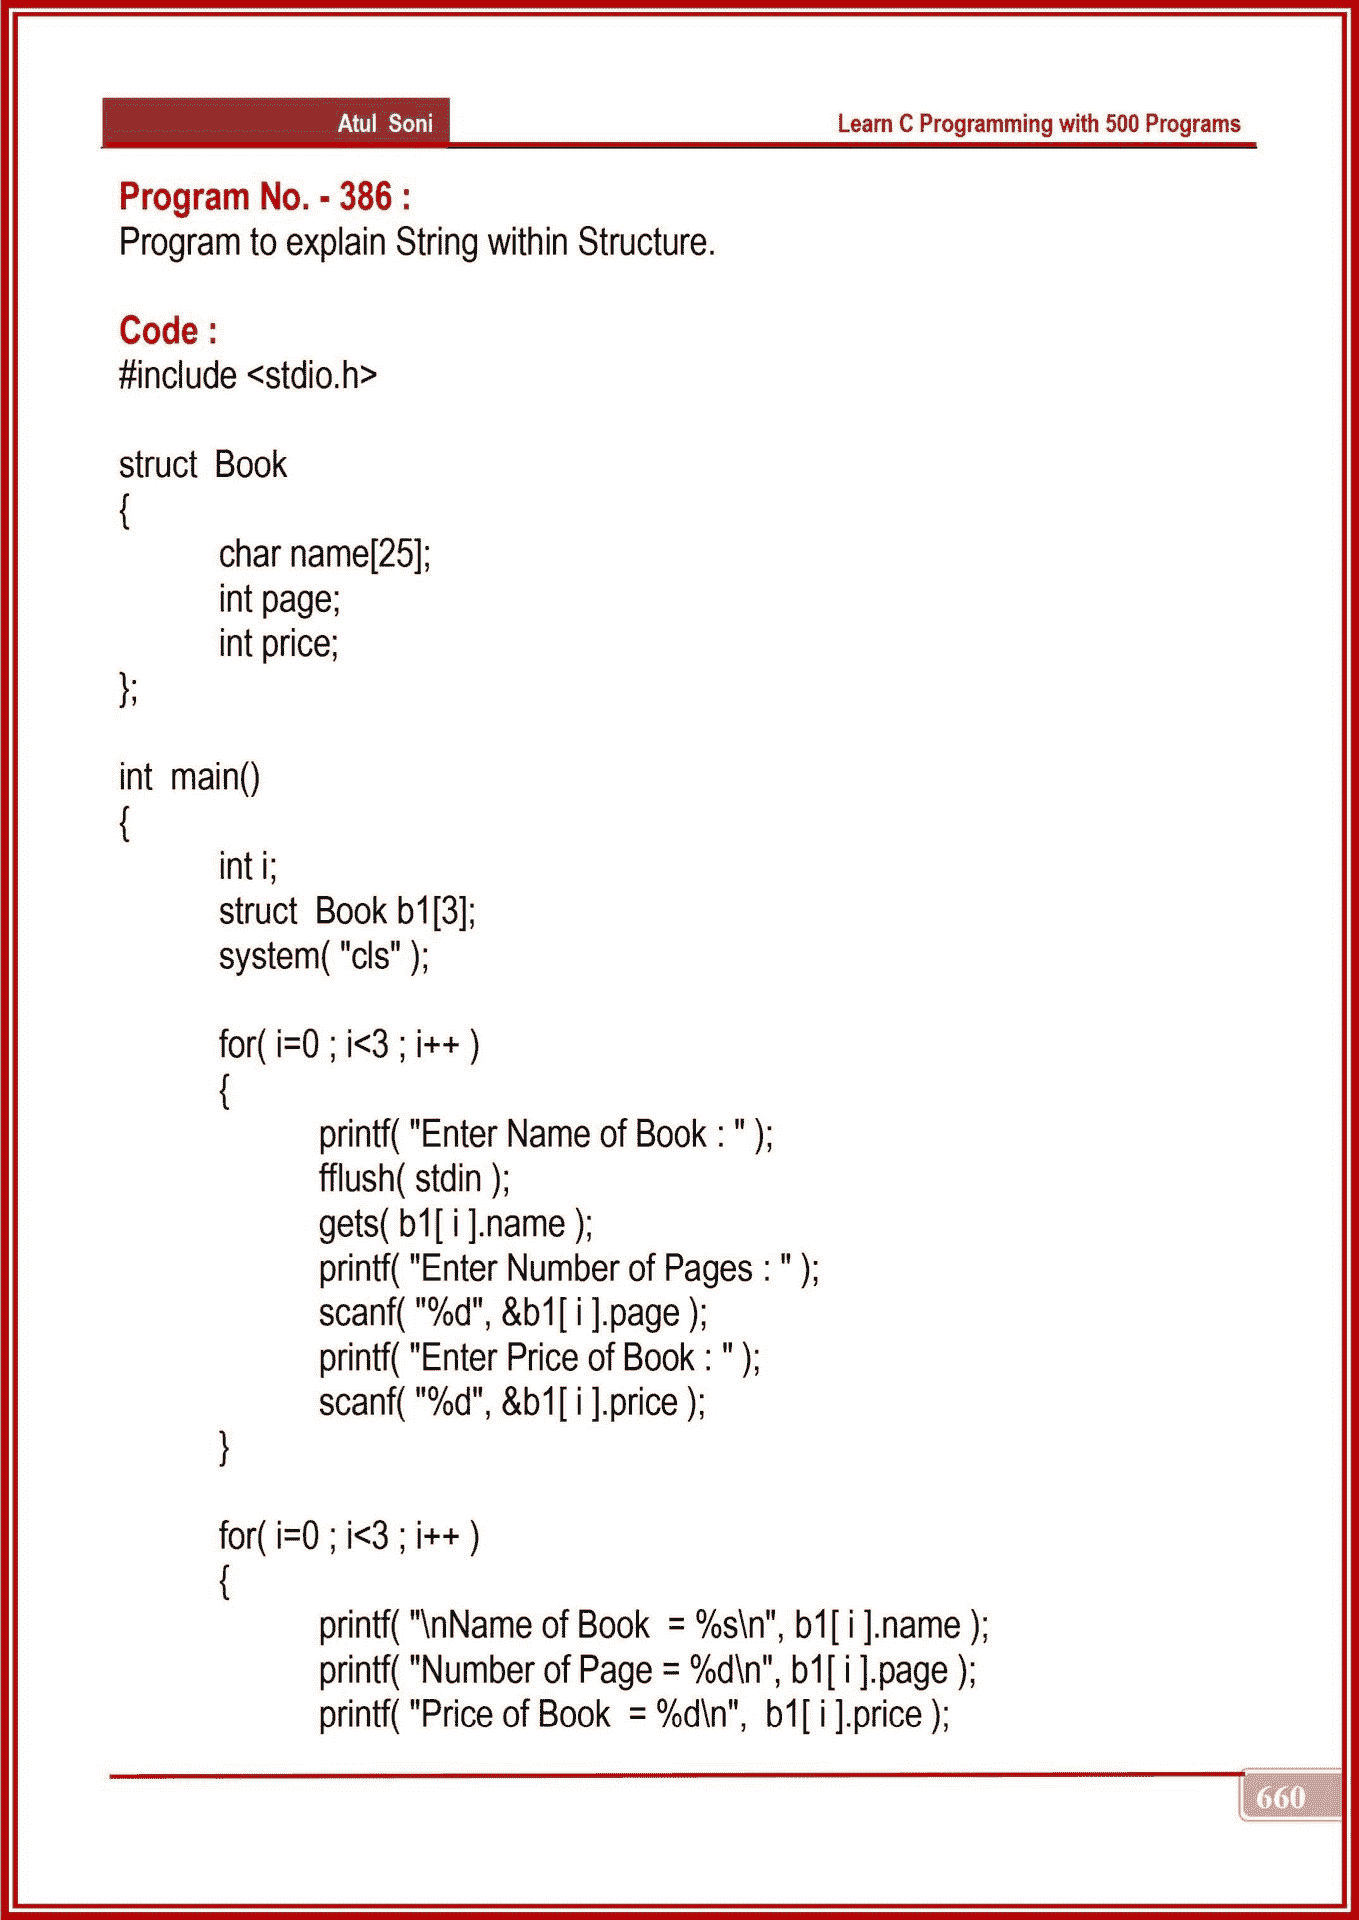 Atul  Soni
Learn C Programming with 500 Programs
Program No. - 386 :
Program to explain String within Structure.
Code :
#include <stdio.h>
struct  Book
{
char name[25];
int page;
int price;
};
int  main()
{
int i;
struct  Book b1[3];
system( "cls" );
for( i=0 ; i<3 ; i++ )
{
printf( "Enter Name of Book : " );
fflush( stdin );
gets( b1[ i ].name );
printf( "Enter Number of Pages : " );
scanf( "%d", &b1[ i ].page );
printf( "Enter Price of Book : " );
scanf( "%d", &b1[ i ].price );
}
for( i=0 ; i<3 ; i++ )
{
printf( "\nName of Book  = %s\n", b1[ i ].name );
printf( "Number of Page = %d\n", b1[ i ].page );
printf( "Price of Book  = %d\n",  b1[ i ].price );
660